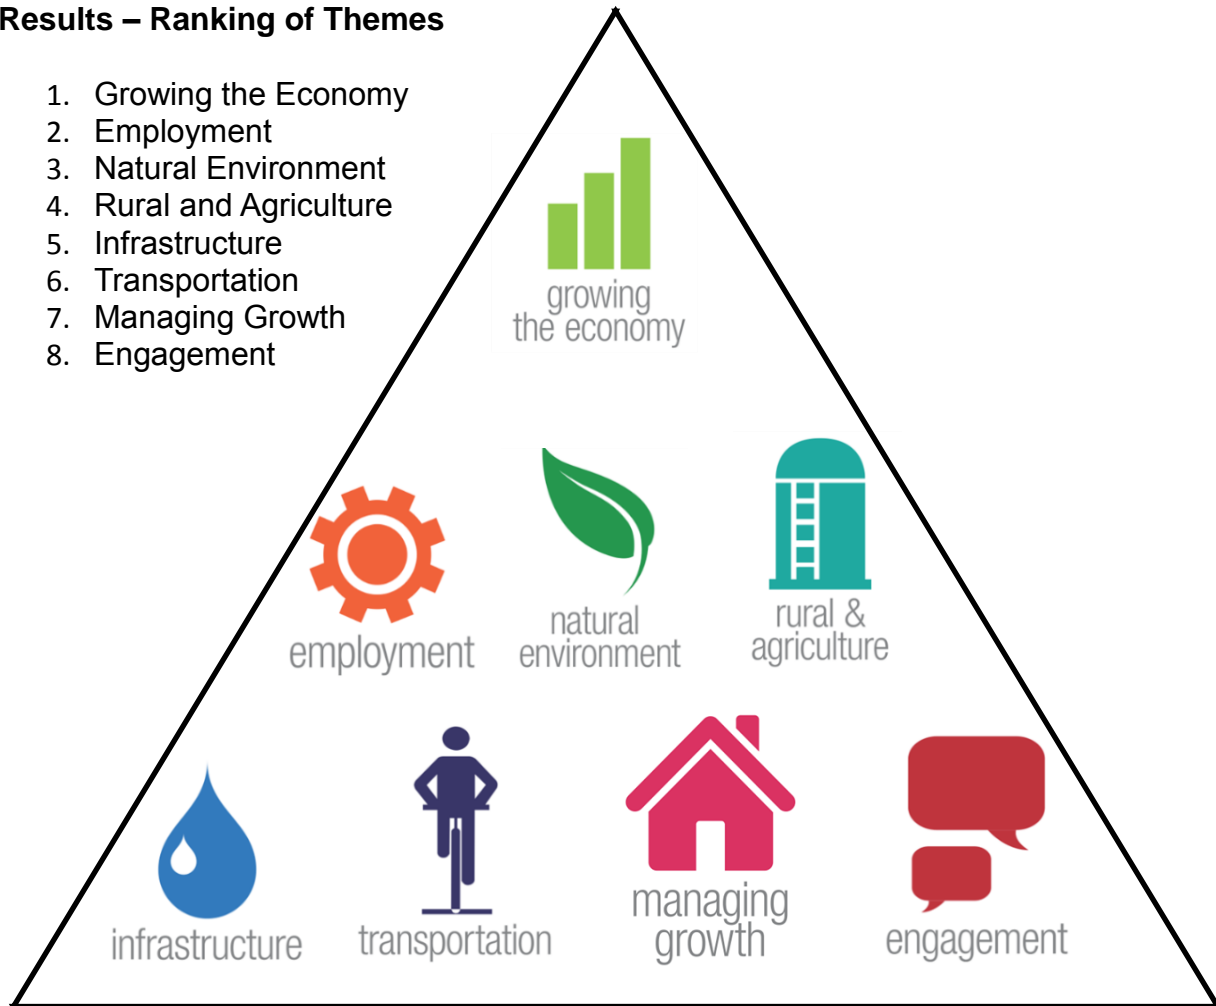 Results – Ranking of Themes
1. Growing the Economy
2. Employment
3. Natural Environment
4. Rural and Agriculture
5. Infrastructure
6. Transportation
7. Managing Growth
8. Engagement
growing
the economy
employment
natural
environment
rural &
agriculture
infrastructure
transportation
managing
growth
engagement